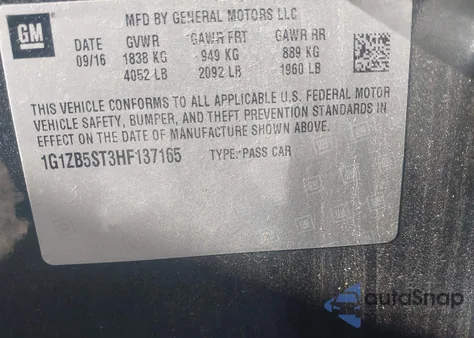 GM
MFD BY GENERAL MOTORS LLC
DATE GVWR GAWR FRT GAWR RR
09/16 1838 KG 949 KG 889 KG
4052 LB 2092 LB 1960 LB
THIS VEHICLE CONFORMS TO ALL APPLICABLE U.S. FEDERAL MOTOR
VEHICLE SAFETY, BUMPER, AND THEFT PREVENTION STANDARDS IN
EFFECT ON THE DATE OF MANUFACTURE SHOWN ABOVE.
1G1ZB5ST3HF137165 TYPE: PASS CAR
autoSnap